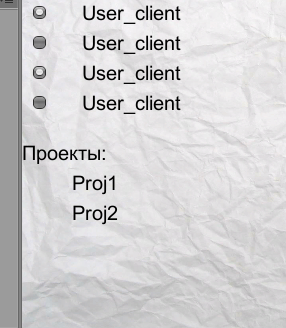 User_client
User_client
User_client
User_client
Проекты:
Proj1
Proj2